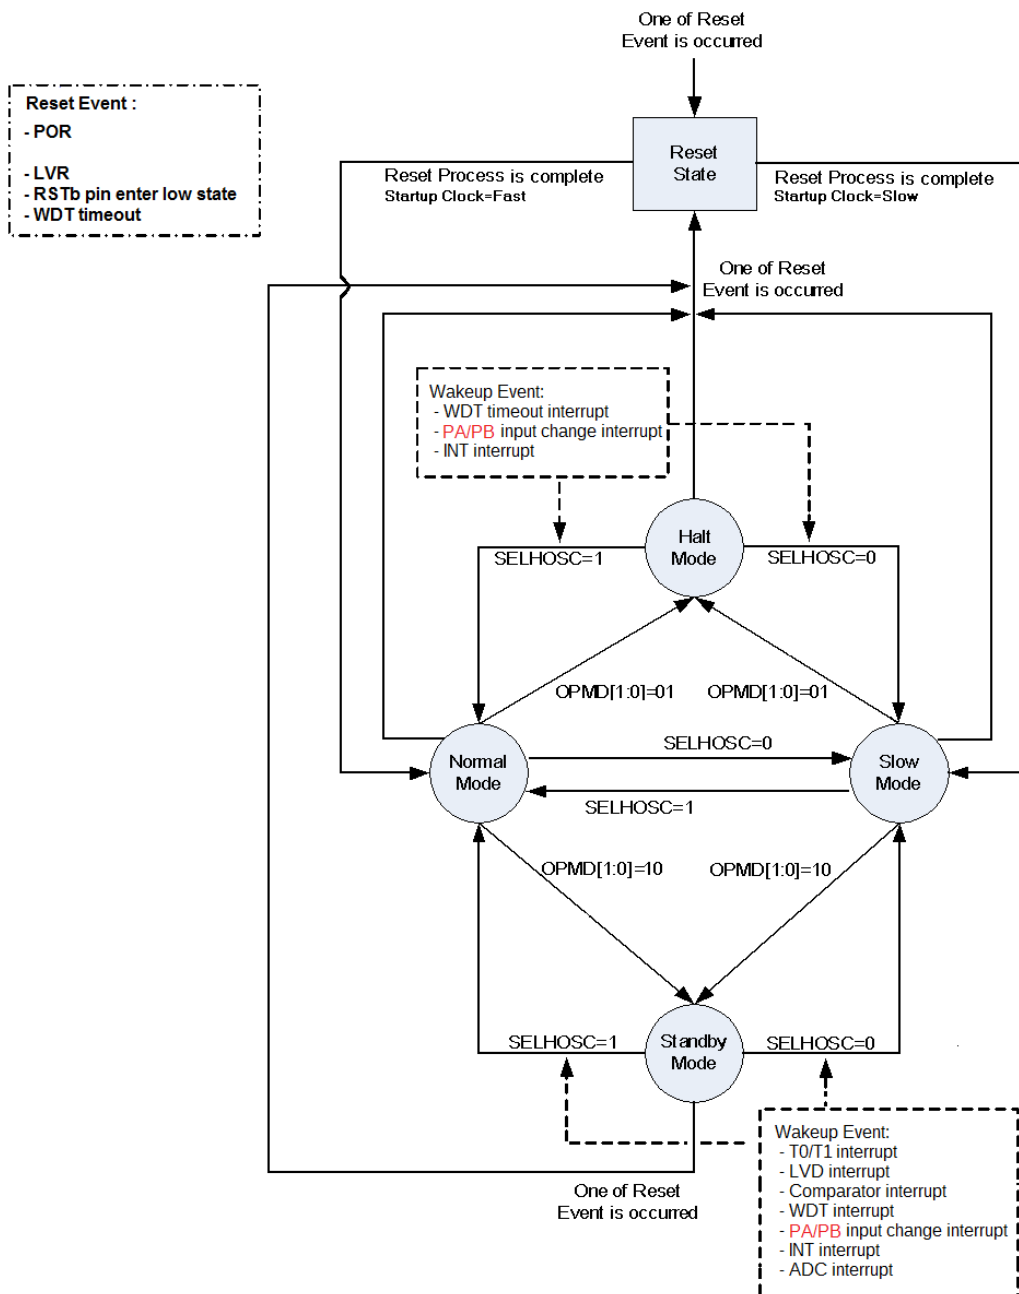 One of Reset
Event is occurred
Reset Event :
- POR
- LVR
- RSTb pin enter low state
- WDT timeout
Reset
State
Reset Process is complete
Startup Clock=Fast
Reset Process is complete
Startup Clock=Slow
One of Reset
Event is occurred
Wakeup Event:
- WDT timeout interrupt
- PA/PB input change interrupt
- INT interrupt
Halt
Mode
SELHOSC=1
SELHOSC=0
OPMD[1:0]=01
OPMD[1:0]=01
Normal
Mode
SELHOSC=0
Slow
Mode
SELHOSC=1
OPMD[1:0]=10
OPMD[1:0]=10
Standby
Mode
SELHOSC=1
SELHOSC=0
Wakeup Event:
- T0/T1 interrupt
- LVD interrupt
- Comparator interrupt
- WDT interrupt
- PA/PB input change interrupt
- INT interrupt
- ADC interrupt
One of Reset
Event is occurred